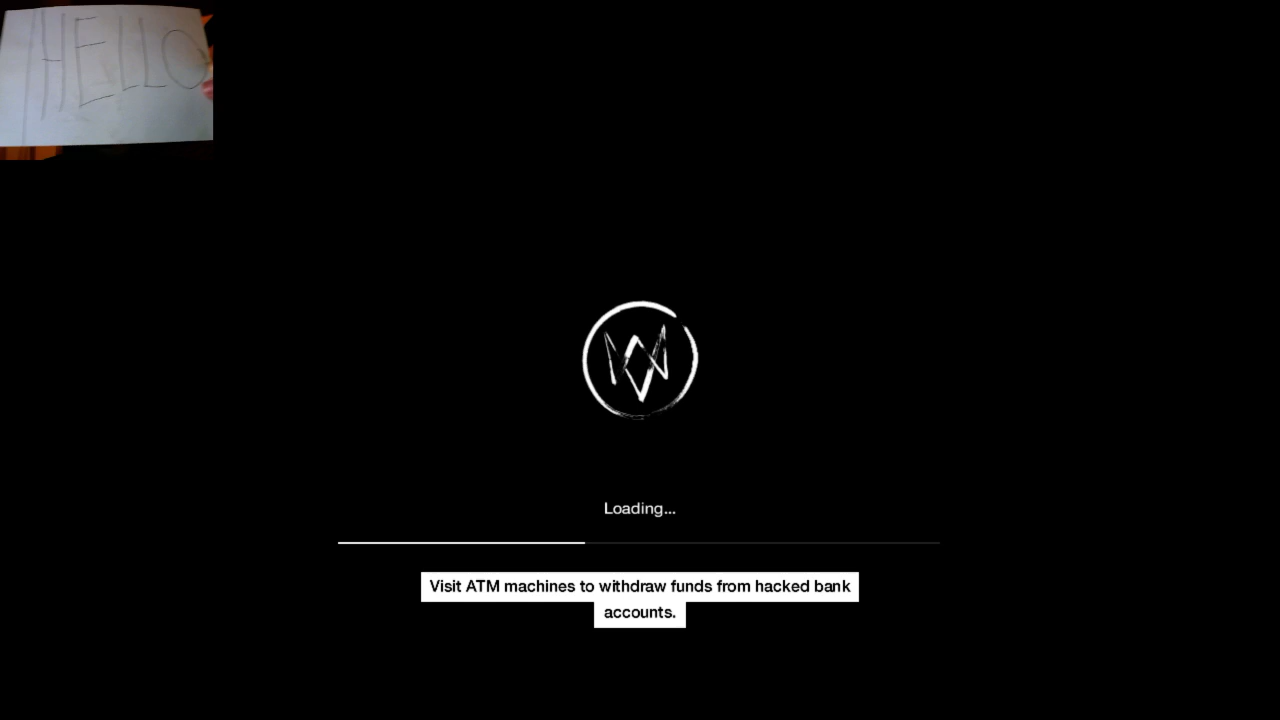 HELLO
Loading...
Visit ATM machines to withdraw funds from hacked bank
accounts.